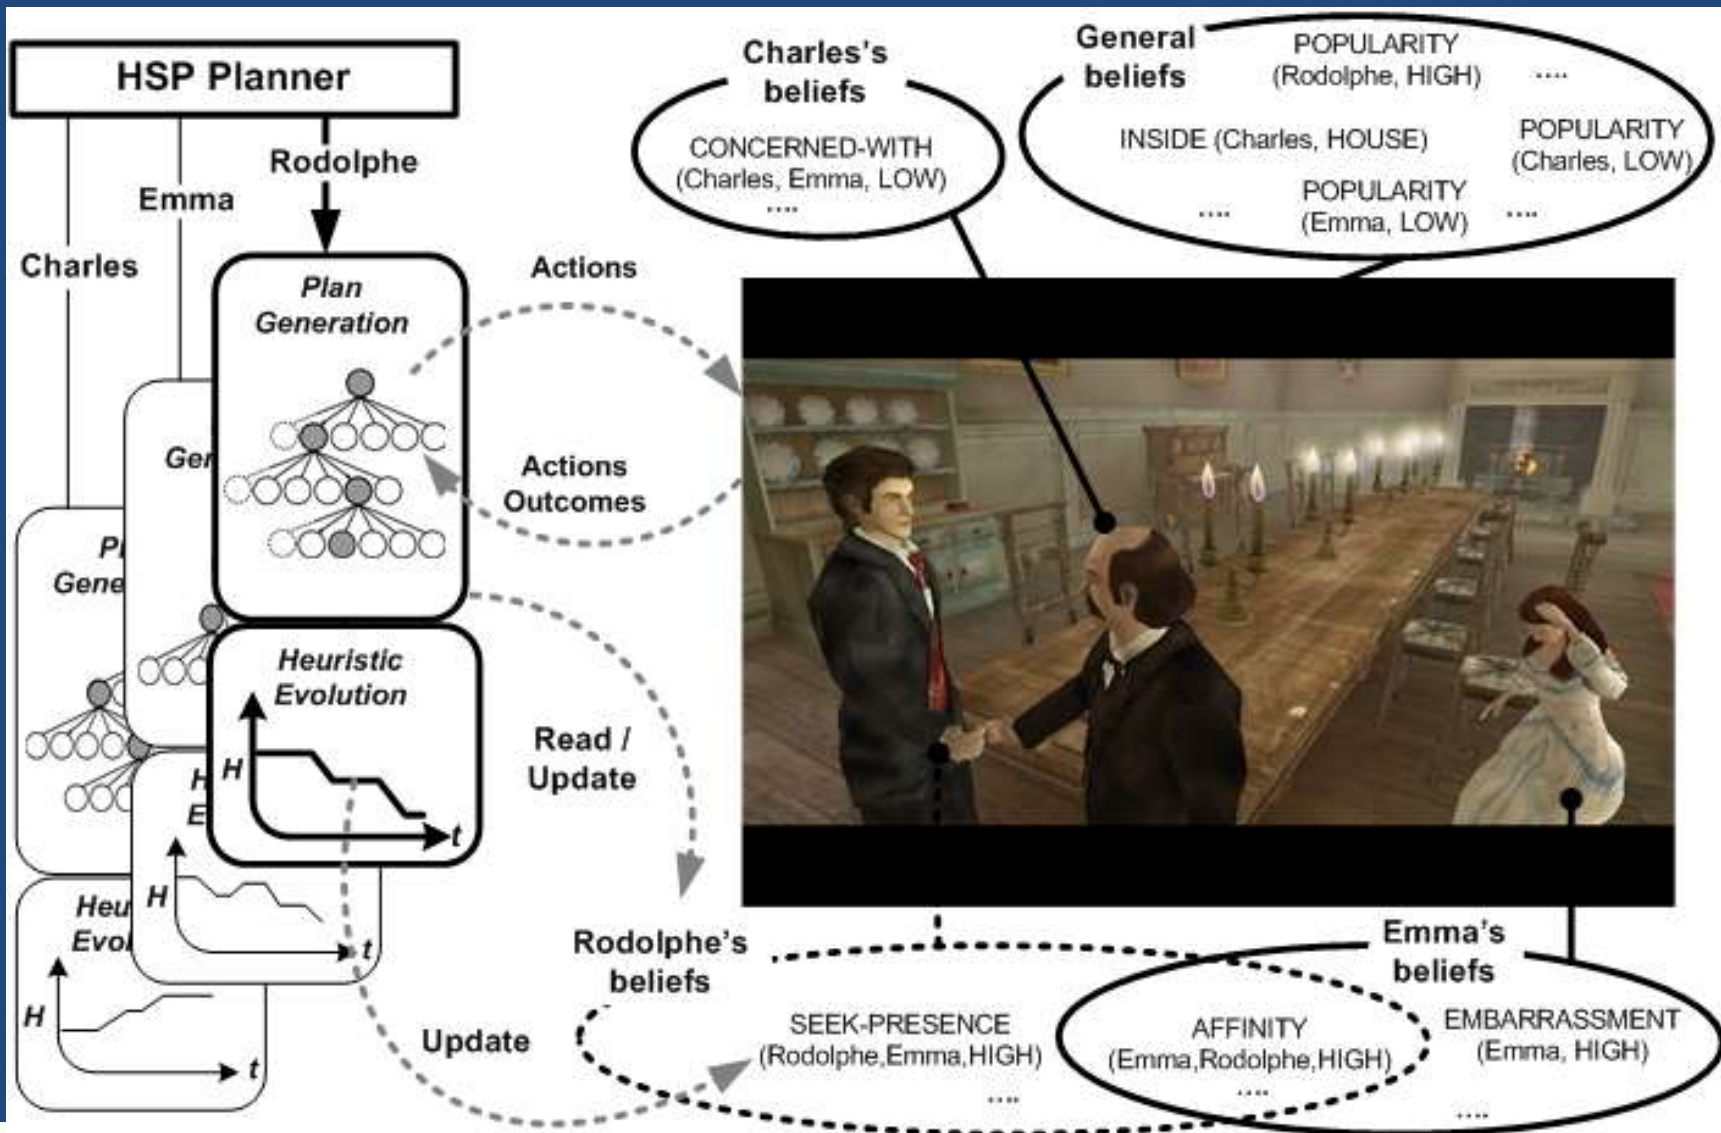 HSP Planner
Rodolphe
Emma
Charles
Plan
Generation
Actions
Actions
Outcomes
Heuristic
Evolution
H
t
Read /
Update
Update
Ger
Pl
Gene
H
E
H
t
Heu
Evol
H
t
Charles's
beliefs
CONCERNED-WITH
(Charles, Emma, LOW)
....
General
beliefs
POPULARITY
(Rodolphe, HIGH)
....
INSIDE (Charles, HOUSE)
POPULARITY
(Charles, LOW)
....
POPULARITY
(Emma, LOW)
....
Rodolphe's
beliefs
SEEK-PRESENCE
(Rodolphe,Emma,HIGH)
....
AFFINITY
(Emma,Rodolphe,HIGH)
....
Emma's
beliefs
EMBARRASSMENT
(Emma, HIGH)
....